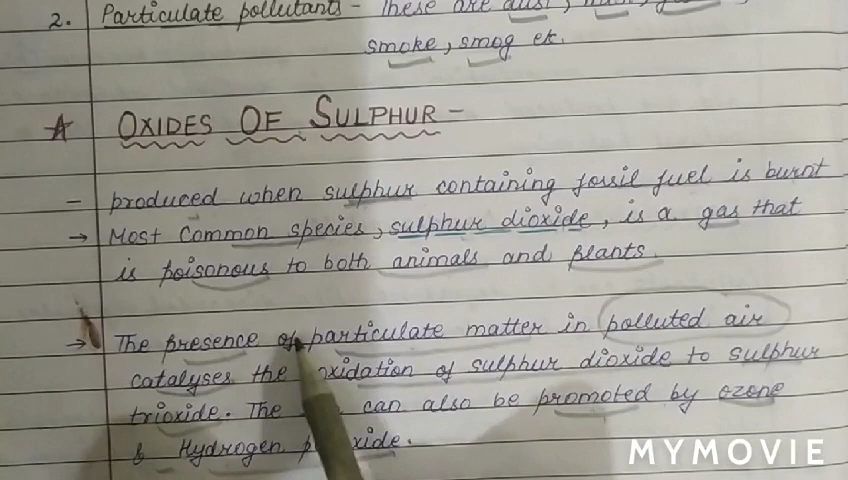 2. Particulate pollutants - These are dust,
smoke, smog etc.
OXIDES OF SULPHUR -
- produced when sulphur containing fossil fuel is burnt
→ Most common species, sulphur dioxide, is a gas that
is poisonous to both animals and plants.
→ The presence of particulate matter in polluted air
catalyses the oxidation of sulphur dioxide to sulphur
trioxide. The can also be promoted by ozone
& Hydrogen peroxide.
MYMOVIE